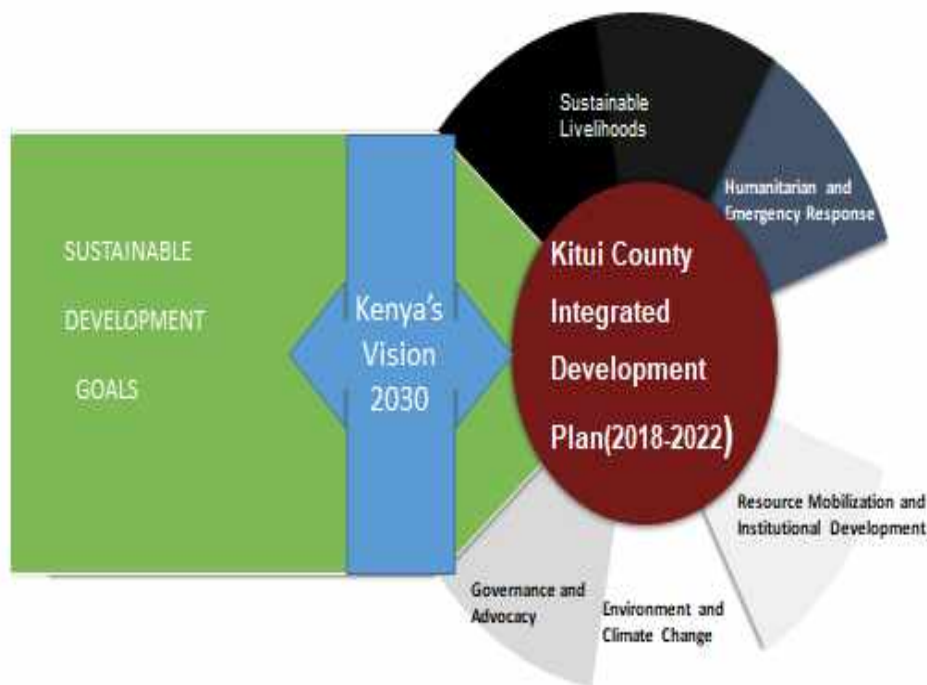 SUSTAINABLE
DEVELOPMENT
GOALS
Kenya's
Vision
2030
Sustainable
Livelihoods
Humanitarian and
Emergency Response
Kitui County
Integrated
Development
Plan(2018-2022)
Resource Mobilization and
Institutional Development
Governance and
Advocacy
Environment and
Climate Change